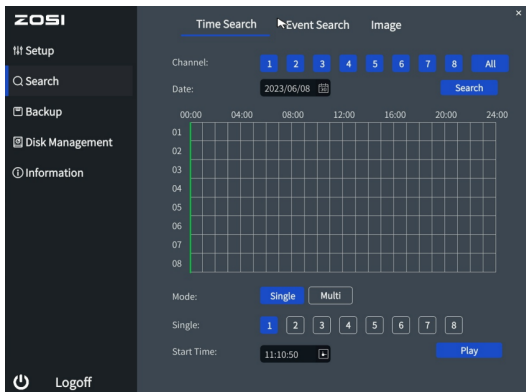 ZOSI
Setup
Search
Backup
Disk Management
Information
Logoff
Time Search Event Search Image
Channel: 1 2 3 4 5 6 7 8 All
Date: 2023/06/08 Search
00:00 04:00 08:00 12:00 16:00 20:00 24:00
01
02
03
04
05
06
07
08
Mode: Single Multi
Single: 1 2 3 4 5 6 7 8
Start Time: 11:10:50 Play